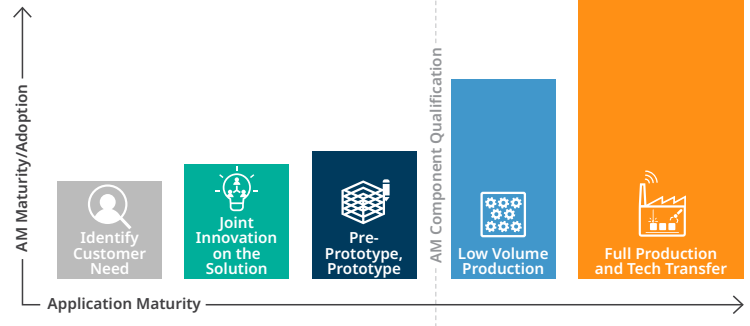 AM Maturity/Adoption
Identify
Customer
Need
Joint
Innovation
on the
Solution
Pre-
Prototype,
Prototype
AM Component Qualification
Low Volume
Production
Full Production
and Tech Transfer
Application Maturity